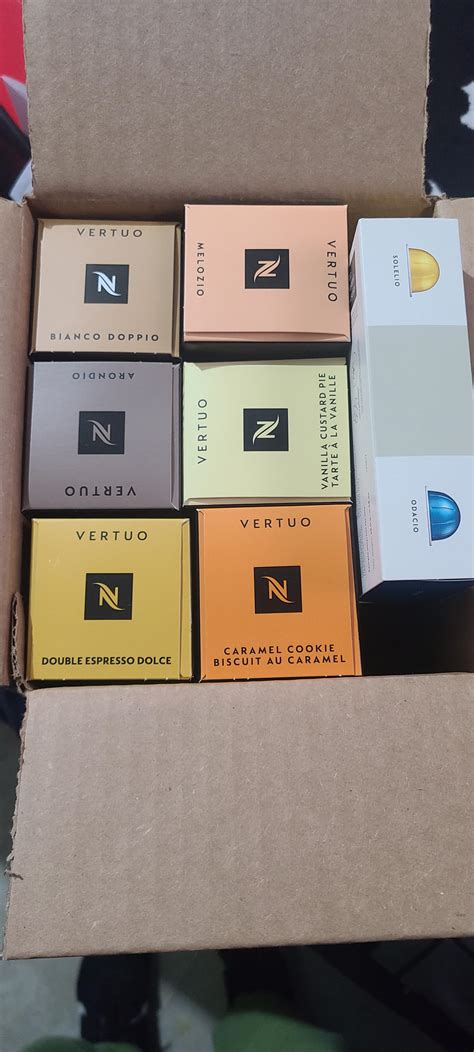 VERTUO
N
BIANCO DOPPIO
MELOZIO
N
VERTUO
SOLELIO
ODACIO
ARONDIO
N
VERTUO
VERTUO
N
VANILLA CUSTARD PIE
TARTE À LA VANILLE
VERTUO
N
DOUBLE ESPRESSO DOLCE
VERTUO
N
CARAMEL COOKIE
BISCUIT AU CARAMEL